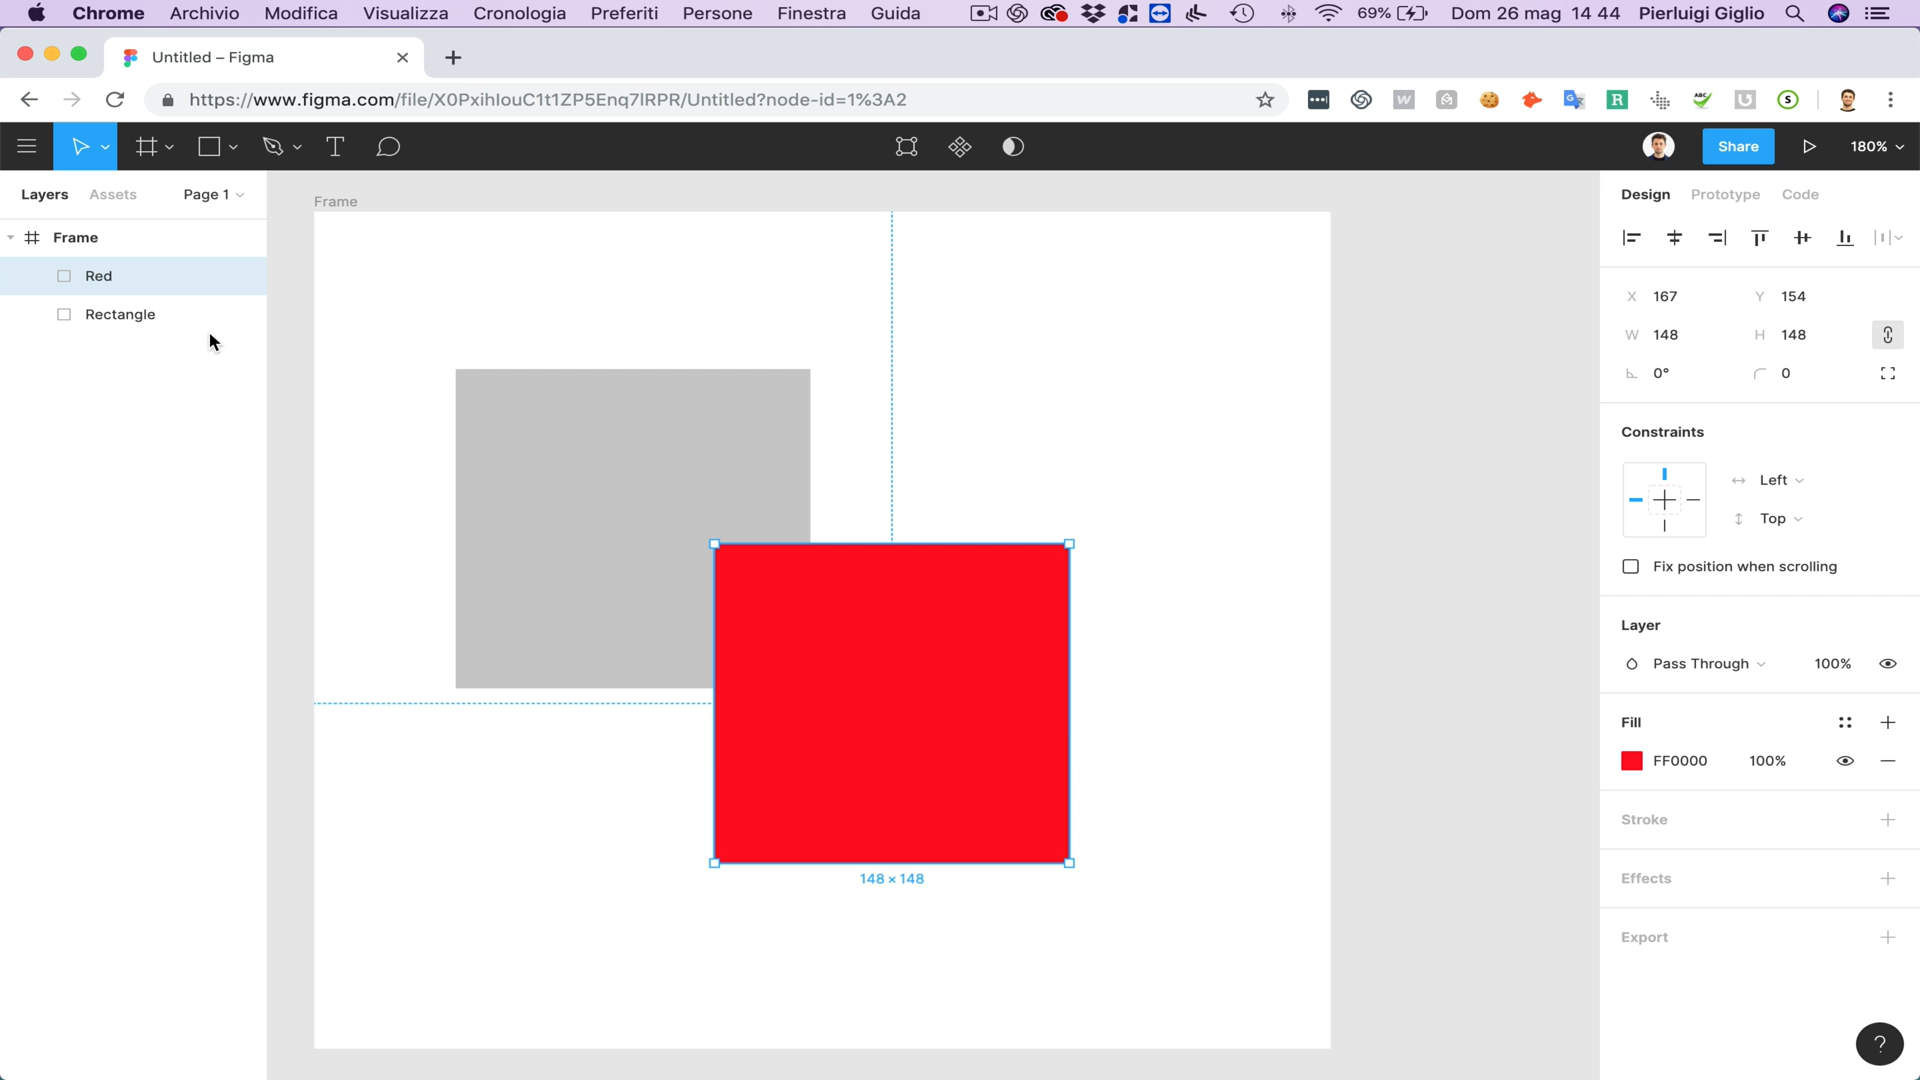 Chrome Archivio Modifica Visualizza Cronologia Preferiti Persone Finestra Guida 69% Dom 26 mag 14 44 Pierluigi Giglio
Untitled – Figma
https://www.figma.com/file/X0PxihIouC1t1ZP5Enq7lRPR/Untitled?node-id=1%3A2
Share 180%
Layers Assets Page 1
Frame
Red
Rectangle
Frame
148 × 148
Design Prototype Code
X 167 Y 154
W 148 H 148
0° 0
Constraints
Left
Top
Fix position when scrolling
Layer
Pass Through 100%
Fill
FF0000 100%
Stroke
Effects
Export
?